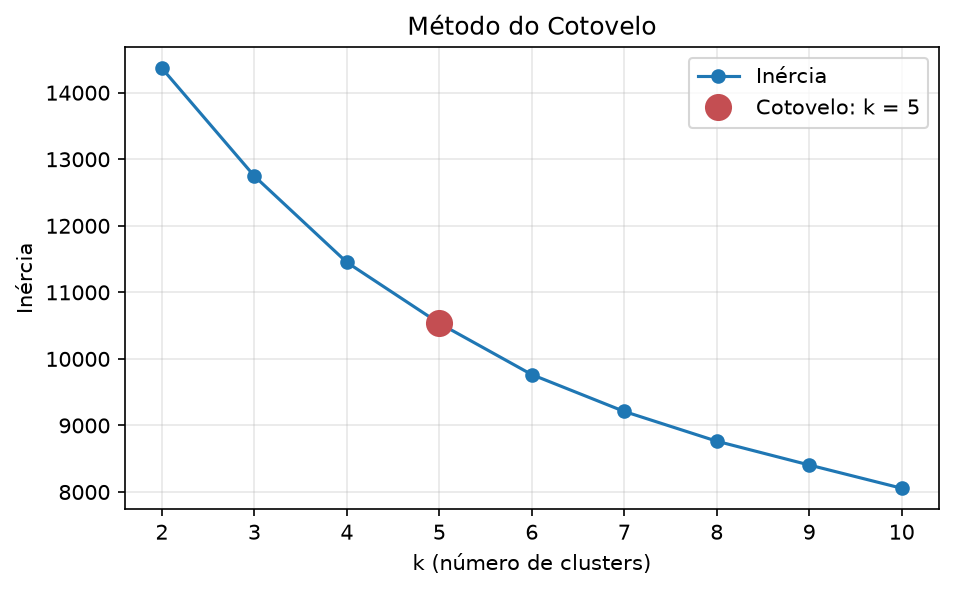 Método do Cotovelo
Inércia
Cotovelo: k = 5
14000
13000
12000
11000
10000
9000
8000
Inércia
2 3 4 5 6 7 8 9 10
k (número de clusters)